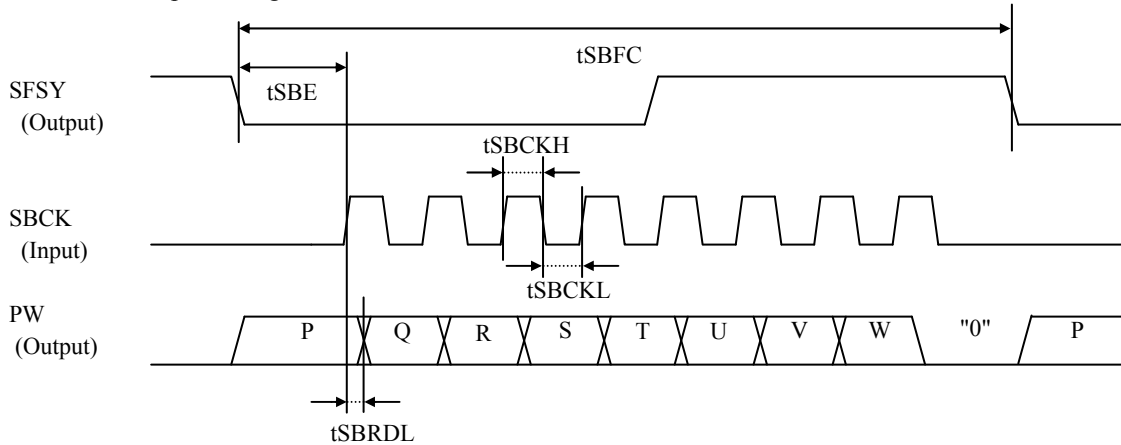 tSBFC
SFSY
(Output)
tSBE
tSBCKH
SBCK
(Input)
tSBCKL
PW
(Output)
P Q R S T U V W "0" P
tSBRDL